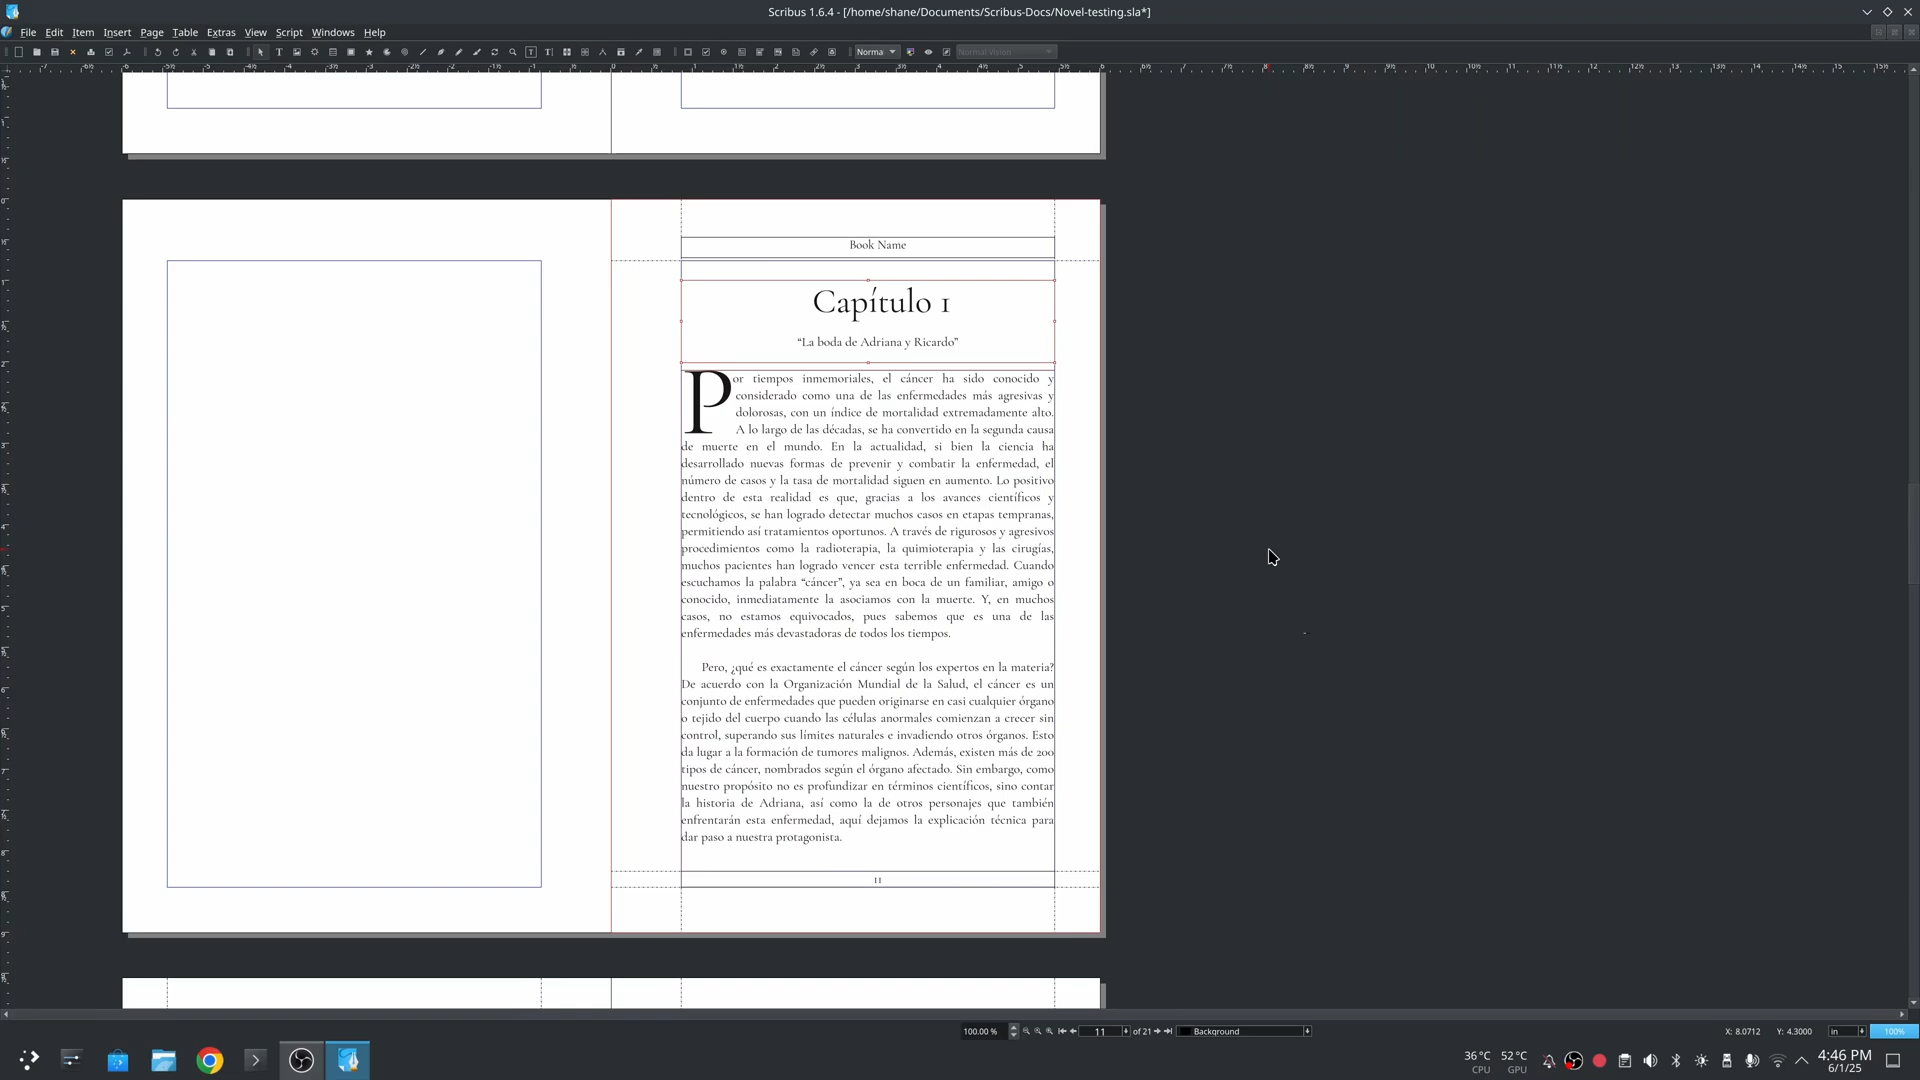 Scribus 1.6.4 - [/home/shane/Documents/Scribus-Docs/Novel-testing.sla*]
File Edit Item Insert Page Table Extras View Script Windows Help
Norma
Normal Vision
Book Name
Capítulo 1
“La boda de Adriana y Ricardo”
Por tiempos inmemoriales, el cáncer ha sido conocido y
considerado como una de las enfermedades más agresivas y
dolorosas, con un índice de mortalidad extremadamente alto.
A lo largo de las décadas, se ha convertido en la segunda causa
de muerte en el mundo. En la actualidad, si bien la ciencia ha
desarrollado nuevas formas de prevenir y combatir la enfermedad, el
número de casos y la tasa de mortalidad siguen en aumento. Lo positivo
dentro de esta realidad es que, gracias a los avances científicos y
tecnológicos, se han logrado detectar muchos casos en etapas tempranas,
permitiendo así tratamientos oportunos. A través de rigurosos y agresivos
procedimientos como la radioterapia, la quimioterapia y las cirugías,
muchos pacientes han logrado vencer esta terrible enfermedad. Cuando
escuchamos la palabra “cáncer”, ya sea en boca de un familiar, amigo o
conocido, inmediatamente la asociamos con la muerte. Y, en muchos
casos, no estamos equivocados, pues sabemos que es una de las
enfermedades más devastadoras de todos los tiempos.
Pero, ¿qué es exactamente el cáncer según los expertos en la materia?
De acuerdo con la Organización Mundial de la Salud, el cáncer es un
conjunto de enfermedades que pueden originarse en casi cualquier órgano
o tejido del cuerpo cuando las células anormales comienzan a crecer sin
control, superando sus límites naturales e invadiendo otros órganos. Esto
da lugar a la formación de tumores malignos. Además, existen más de 200
tipos de cáncer, nombrados según el órgano afectado. Sin embargo, como
nuestro propósito no es profundizar en términos científicos, sino contar
la historia de Adriana, así como la de otros personajes que también
enfrentarán esta enfermedad, aquí dejamos la explicación técnica para
dar paso a nuestra protagonista.
11
100.00 % 11 of 21 Background X: 8.0712 Y: 4.3000 in 100%
36°C 52°C 4:46 PM
CPU GPU 6/1/25